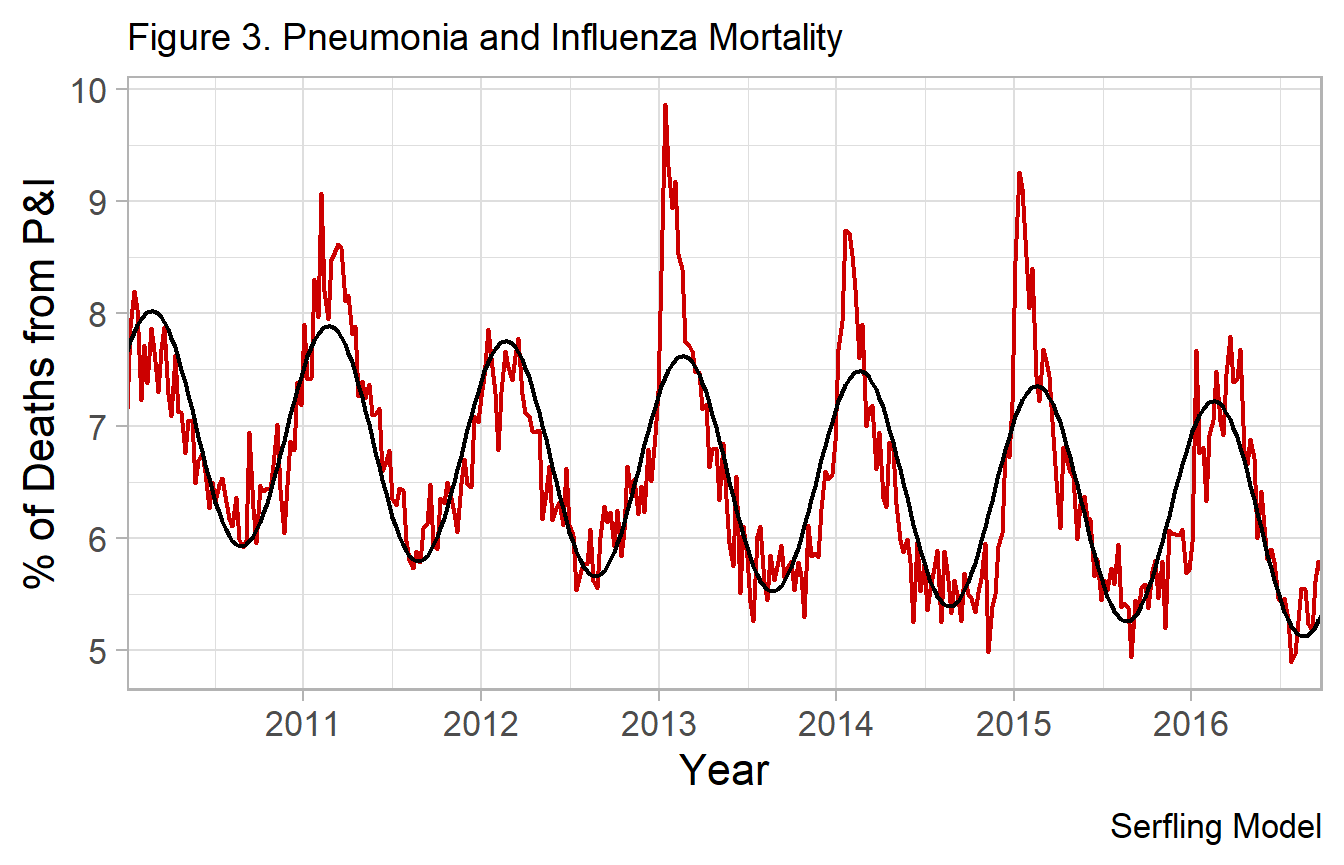 Figure 3. Pneumonia and Influenza Mortality
% of Deaths from P&I
10
9
8
7
6
5
2011 2012 2013 2014 2015 2016
Year
Serfling Model